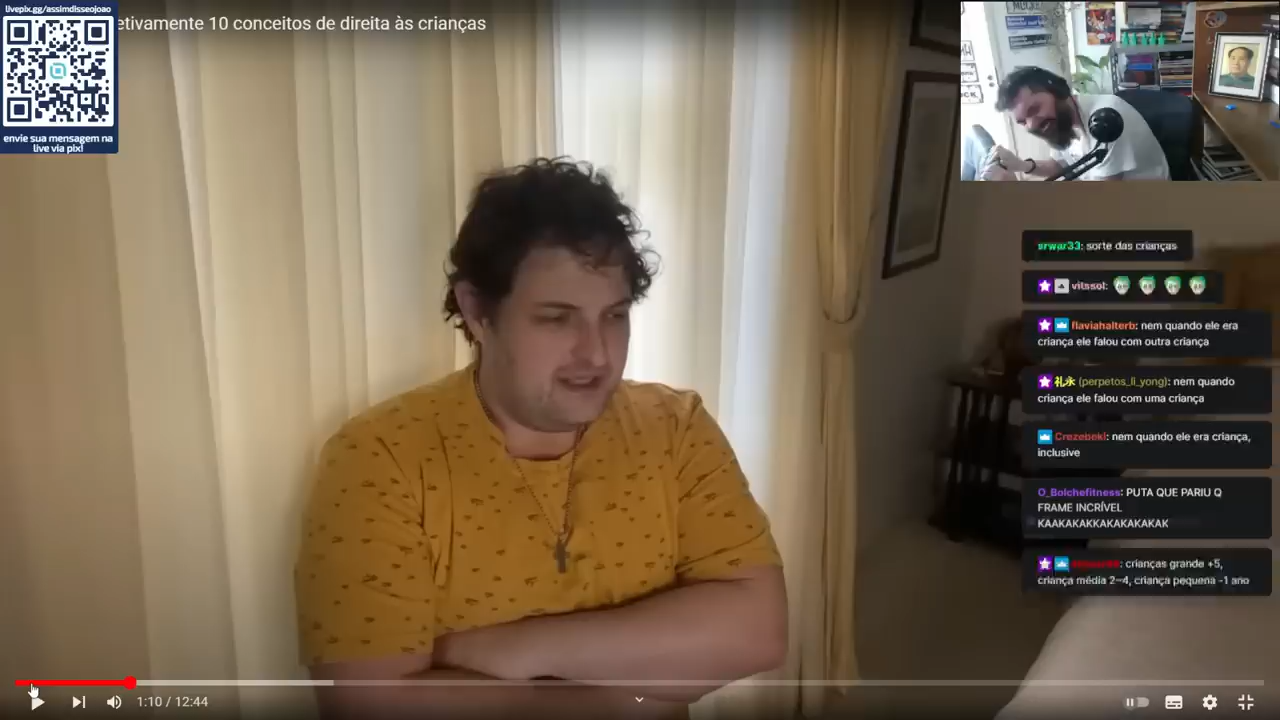 livepix.gg/assimdisseojoao
etivamente 10 conceitos de direita às crianças
envie sua mensagem na
live via pix!
srwar33: sorte das crianças
vitssol:
flaviahalterb: nem quando ele era
criança ele falou com outra criança
礼永 (perpetos_li_yong): nem quando
criança ele falou com uma criança
Crezebekl: nem quando ele era criança,
inclusive
O_Bolchefitness: PUTA QUE PARIU Q
FRAME INCRÍVEL
KAAKAKAKKAKAKAKAKAK
crianças grande +5,
criança média 2-4, criança pequena -1 ano
1:10 / 12:44